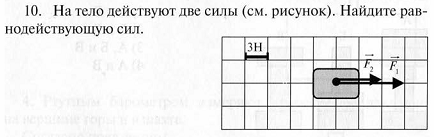 10. На тело действуют две силы (см. рисунок). Найдите рав-
нодействующую сил.
3Н
F₂ F₁